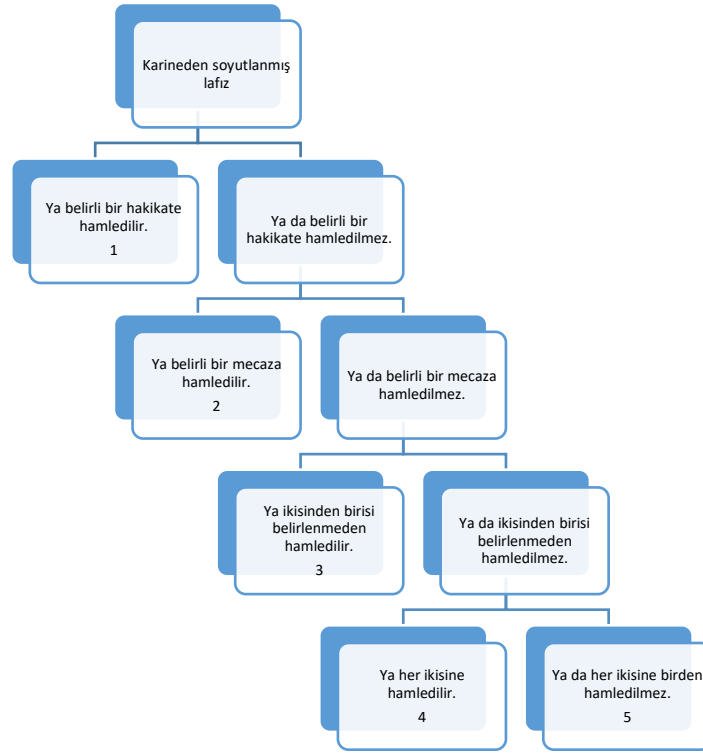 Karineden soyutlanmış
lafız
Ya belirli bir hakikate
hamledilir.
1
Ya da belirli bir
hakikate hamledilmez.
Ya belirli bir mecaza
hamledilir.
2
Ya da belirli bir mecaza
hamledilmez.
Ya ikisinden birisi
belirlenmeden
hamledilir.
3
Ya da ikisinden birisi
belirlenmeden
hamledilmez.
Ya her ikisine
hamledilir.
4
Ya da her ikisine birden
hamledilmez.
5